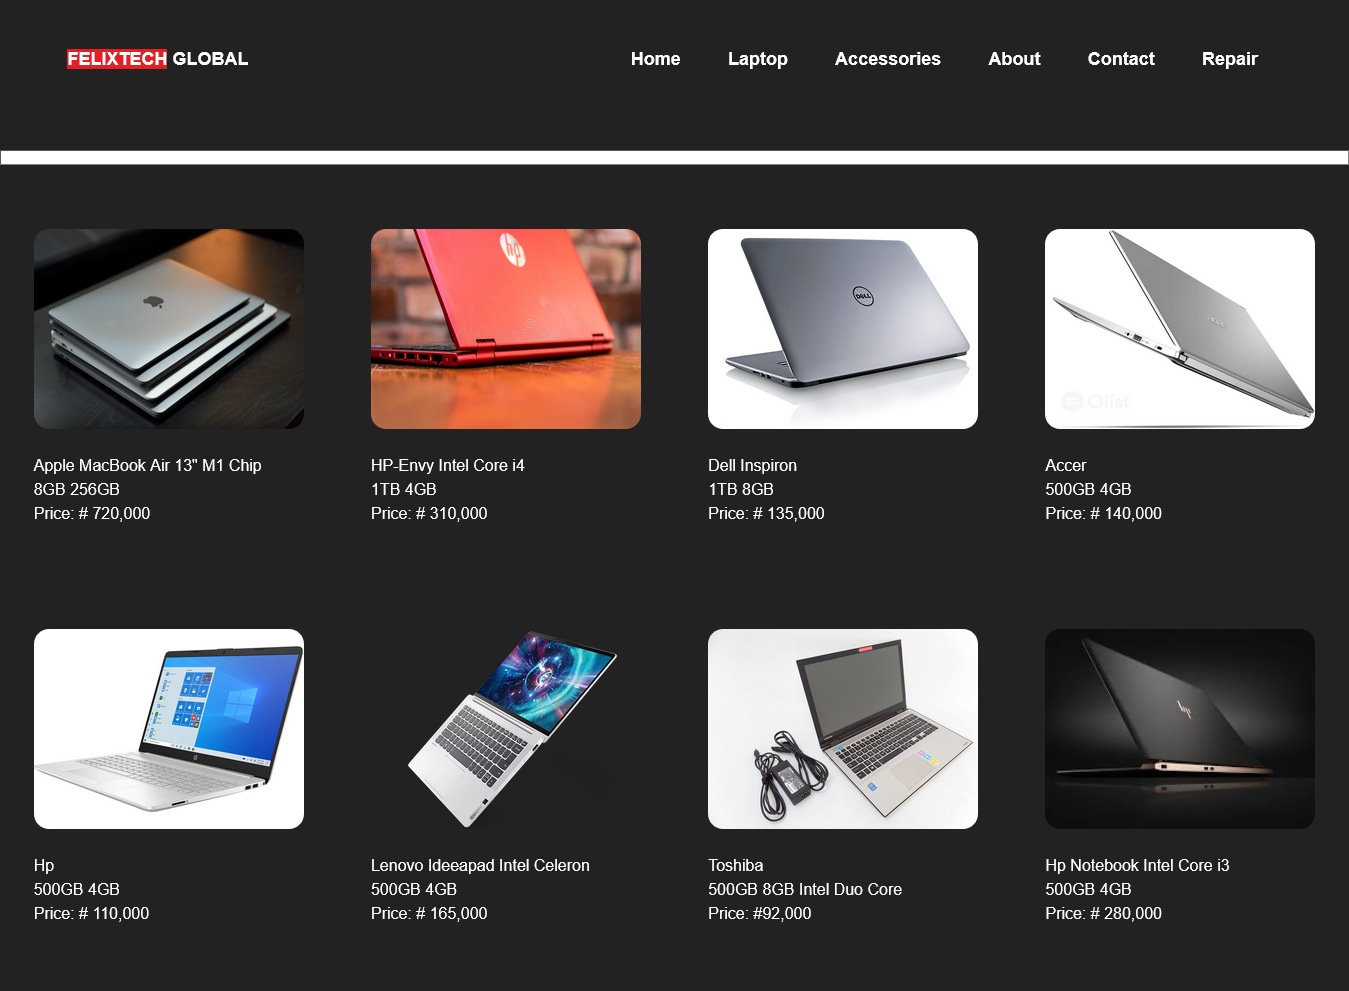 FELIXTECH GLOBAL
Home Laptop Accessories About Contact Repair
hp
DELL
Olist
Apple MacBook Air 13" M1 Chip
8GB 256GB
Price: # 720,000
HP-Envy Intel Core i4
1TB 4GB
Price: # 310,000
Dell Inspiron
1TB 8GB
Price: # 135,000
Accer
500GB 4GB
Price: # 140,000
hp
Hp
500GB 4GB
Price: # 110,000
Lenovo Ideeapad Intel Celeron
500GB 4GB
Price: # 165,000
Toshiba
500GB 8GB Intel Duo Core
Price: #92,000
Hp Notebook Intel Core i3
500GB 4GB
Price: # 280,000